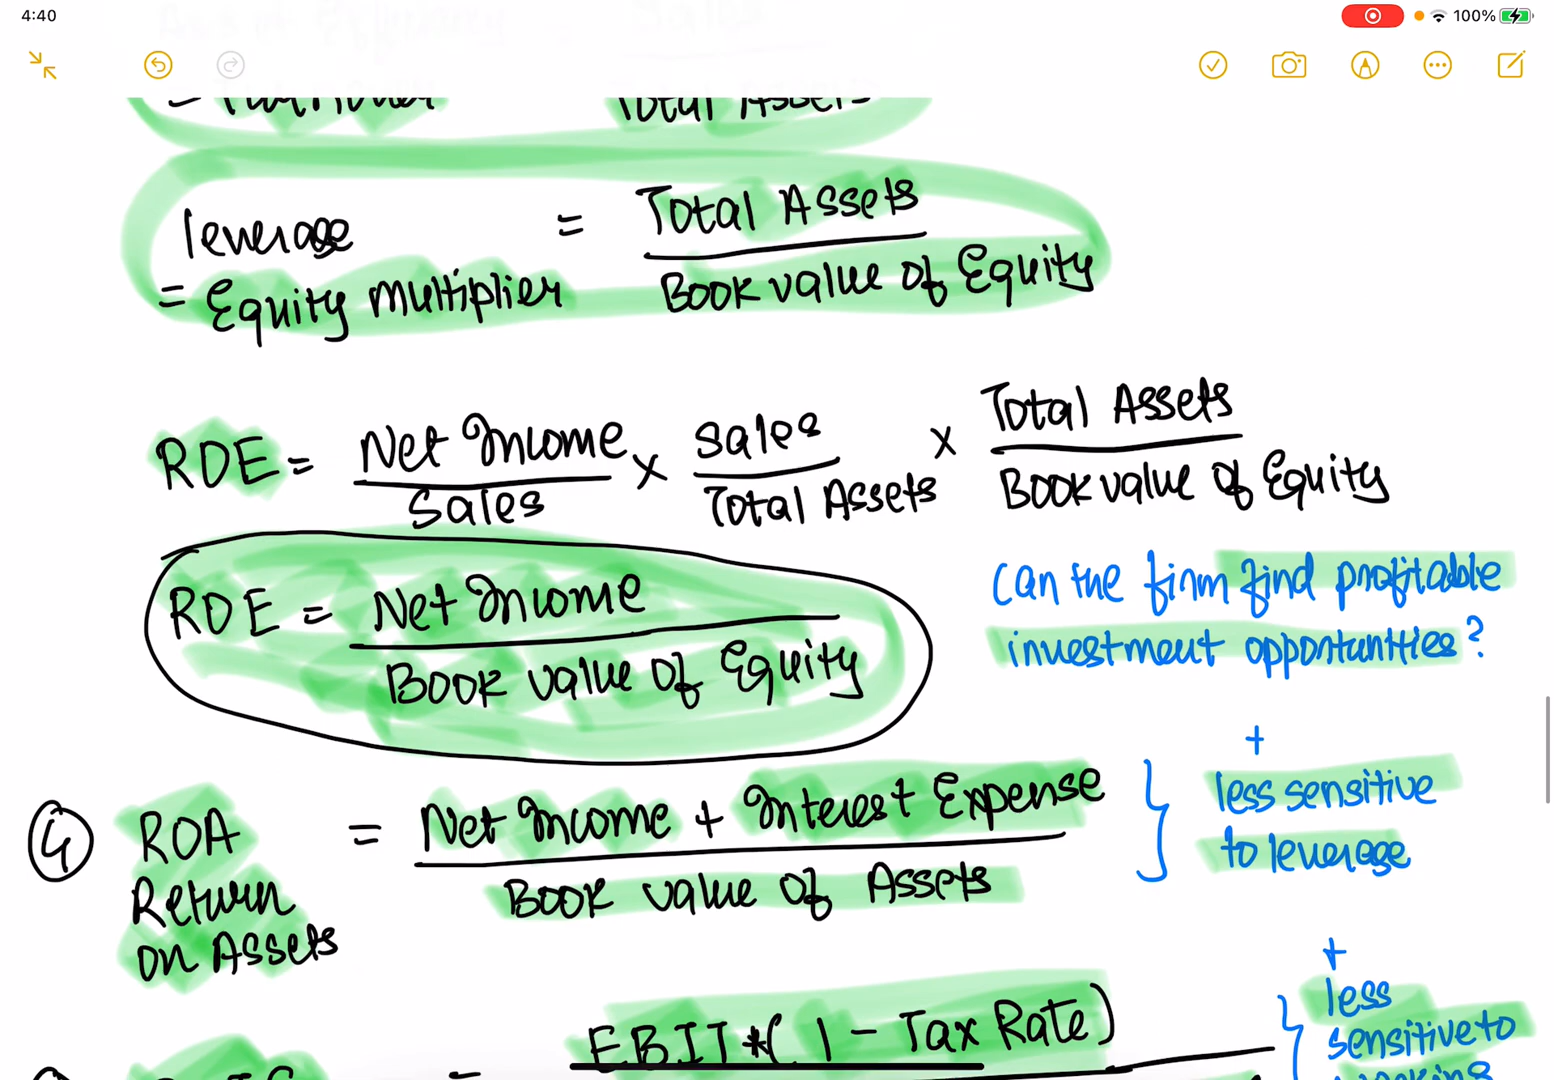 4:40
100%
Total Assets
leverage = Total Assets
= Equity multiplier Book value of Equity
ROE = Net Income x Sales x Total Assets
Sales Total Assets Book value of Equity
ROE = Net Income
Book value of Equity
Can the firm find profitable
investment opportunities?
+
less sensitive
to leverage
4 ROA = Net Income + Interest Expense
Return Book value of Assets
on Assets
+
less
sensitive to
= EBIT*(1 - Tax Rate)